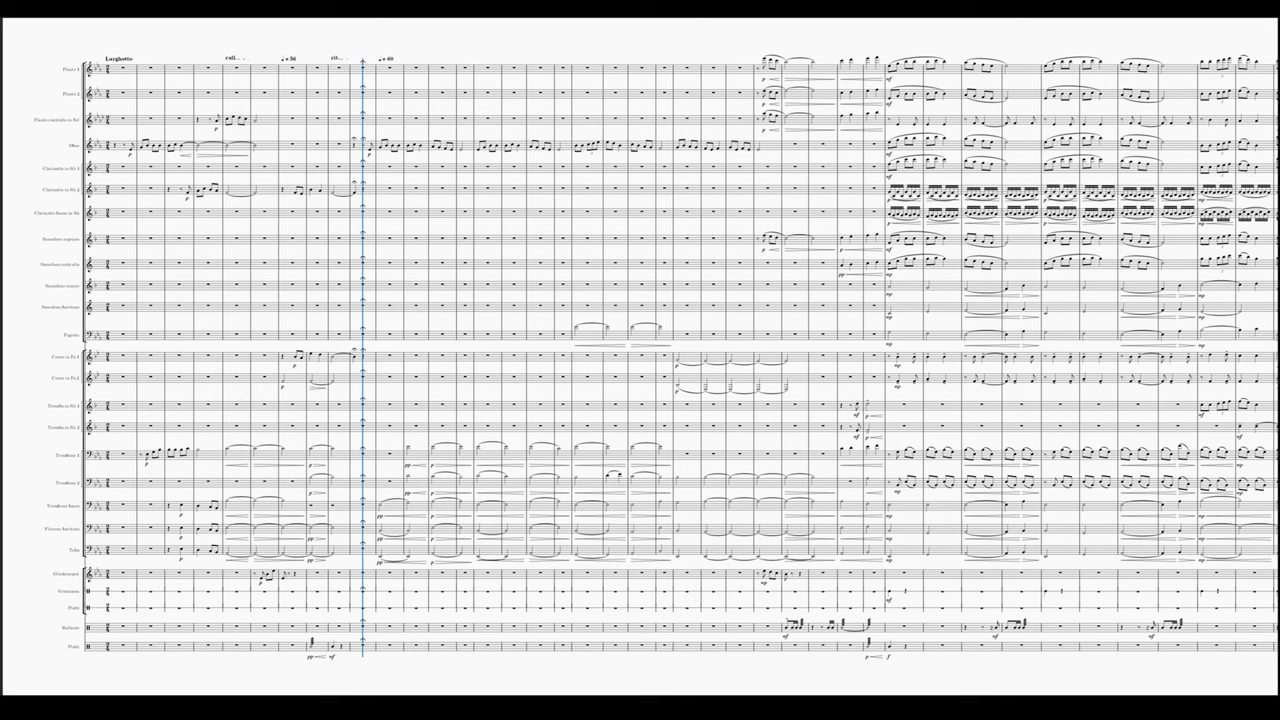 Larghetto
rall.
♩= 56
rit.
♩= 60
Flauto 1
Flauto 2
Flauto contralto in Sol
Oboe
Clarinetto in Si♭ 1
Clarinetto in Si♭ 2
Clarinetto basso in Si♭
Sassofono soprano
Sassofono contralto
Sassofono tenore
Sassofono baritono
Fagotto
Corno in Fa 1
Corno in Fa 2
Tromba in Si♭ 1
Tromba in Si♭ 2
Trombone 1
Trombone 2
Trombone basso
Flicorno baritono
Tuba
Glockenspiel
Grancassa
Piatti
Rullante
Piatti